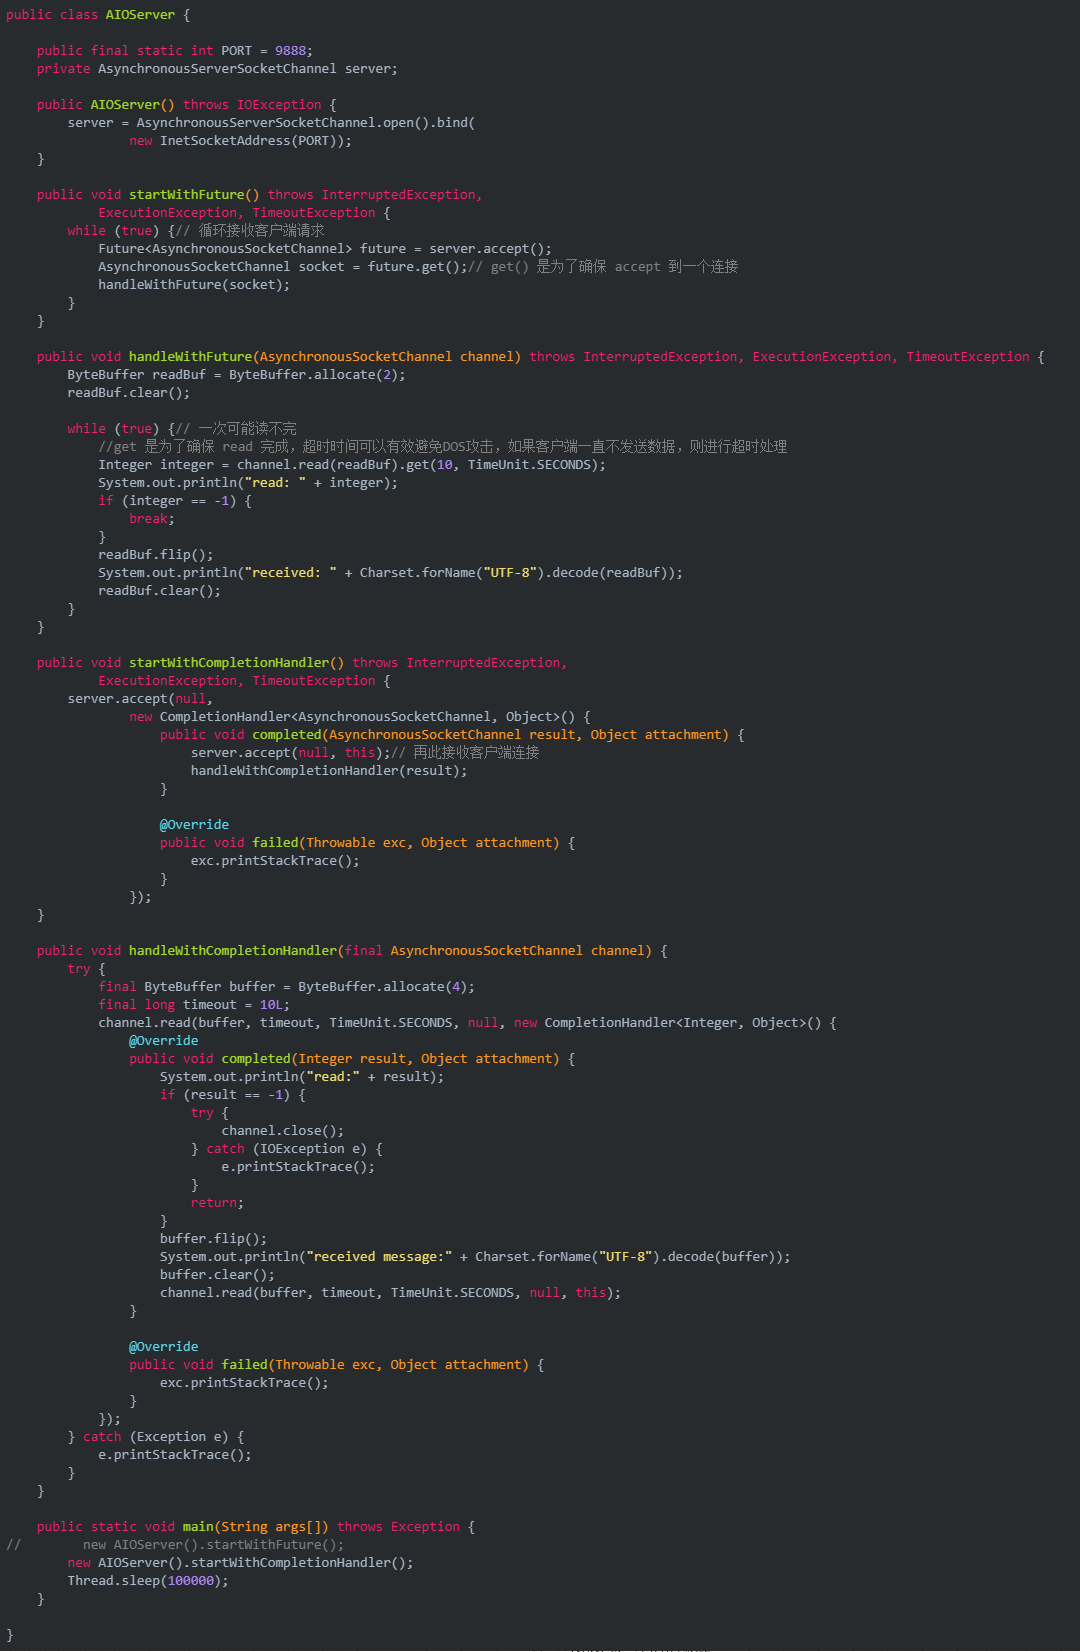 public class AIOServer {
public final static int PORT = 9888;
private AsynchronousServerSocketChannel server;
public AIOServer() throws IOException {
server = AsynchronousServerSocketChannel.open().bind(
new InetSocketAddress(PORT));
}
public void startWithFuture() throws InterruptedException,
ExecutionException, TimeoutException {
while (true) {// 循环接收客户端请求
Future<AsynchronousSocketChannel> future = server.accept();
AsynchronousSocketChannel socket = future.get();// get() 是为了确保 accept 到一个连接
handleWithFuture(socket);
}
}
public void handleWithFuture(AsynchronousSocketChannel channel) throws InterruptedException, ExecutionException, TimeoutException {
ByteBuffer readBuf = ByteBuffer.allocate(2);
readBuf.clear();
while (true) {// 一次可能读不完
//get 是为了确保 read 完成，超时时间可以有效避免DOS攻击，如果客户端一直不发送数据，则进行超时处理
Integer integer = channel.read(readBuf).get(10, TimeUnit.SECONDS);
System.out.println("read: " + integer);
if (integer == -1) {
break;
}
readBuf.flip();
System.out.println("received: " + Charset.forName("UTF-8").decode(readBuf));
readBuf.clear();
}
}
public void startWithCompletionHandler() throws InterruptedException,
ExecutionException, TimeoutException {
server.accept(null,
new CompletionHandler<AsynchronousSocketChannel, Object>() {
public void completed(AsynchronousSocketChannel result, Object attachment) {
server.accept(null, this);// 再此接收客户端连接
handleWithCompletionHandler(result);
}
@Override
public void failed(Throwable exc, Object attachment) {
exc.printStackTrace();
}
});
}
public void handleWithCompletionHandler(final AsynchronousSocketChannel channel) {
try {
final ByteBuffer buffer = ByteBuffer.allocate(4);
final long timeout = 10L;
channel.read(buffer, timeout, TimeUnit.SECONDS, null, new CompletionHandler<Integer, Object>() {
@Override
public void completed(Integer result, Object attachment) {
System.out.println("read:" + result);
if (result == -1) {
try {
channel.close();
} catch (IOException e) {
e.printStackTrace();
}
return;
}
buffer.flip();
System.out.println("received message:" + Charset.forName("UTF-8").decode(buffer));
buffer.clear();
channel.read(buffer, timeout, TimeUnit.SECONDS, null, this);
}
@Override
public void failed(Throwable exc, Object attachment) {
exc.printStackTrace();
}
});
} catch (Exception e) {
e.printStackTrace();
}
}
public static void main(String args[]) throws Exception {
// new AIOServer().startWithFuture();
new AIOServer().startWithCompletionHandler();
Thread.sleep(100000);
}
}